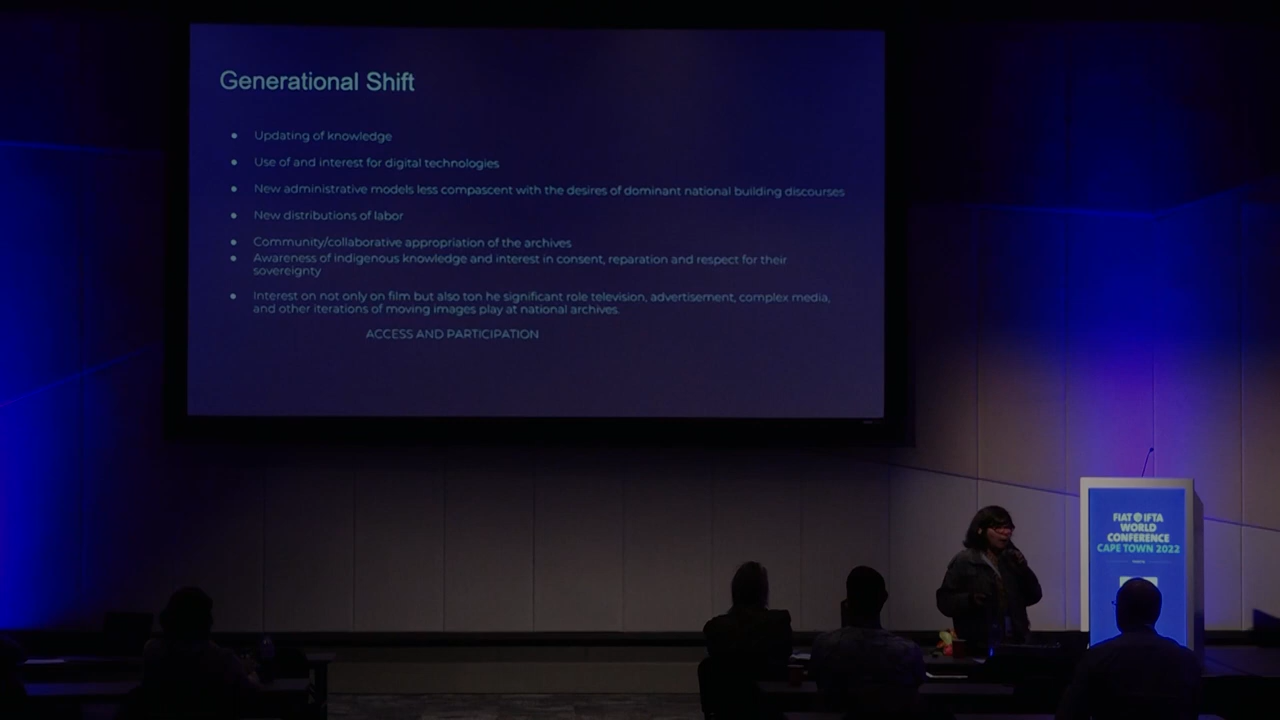 Generational Shift
● Updating of knowledge
● Use of and interest for digital technologies
● New administrative models less compascent with the desires of dominant national building discourses
● New distributions of labor
● Community/collaborative appropriation of the archives
● Awareness of indigenous knowledge and interest in consent, reparation and respect for their
sovereignty
● Interest on not only on film but also ton he significant role television, advertisement, complex media,
and other iterations of moving images play at national archives.
ACCESS AND PARTICIPATION
FIAT IFTA
WORLD
CONFERENCE
CAPE TOWN 2022